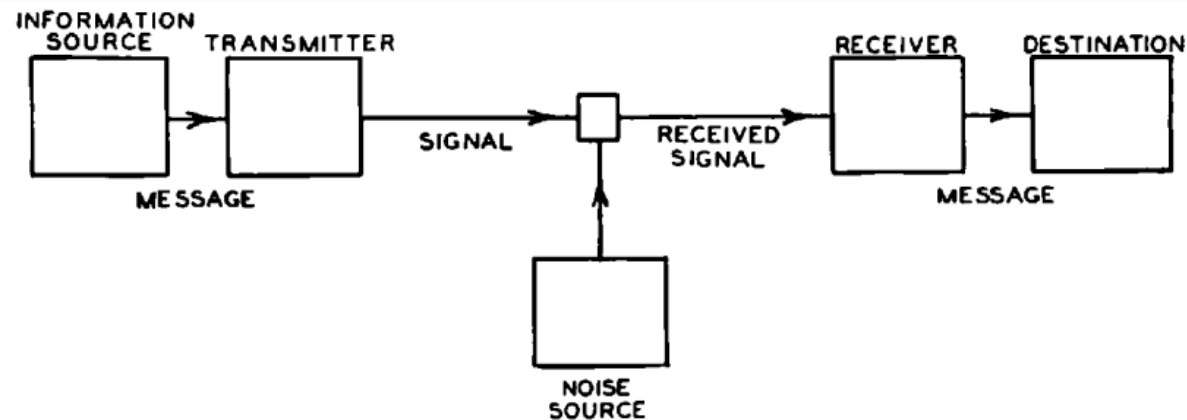 INFORMATION
SOURCE
TRANSMITTER
RECEIVER
DESTINATION
SIGNAL
RECEIVED
SIGNAL
MESSAGE
MESSAGE
NOISE
SOURCE